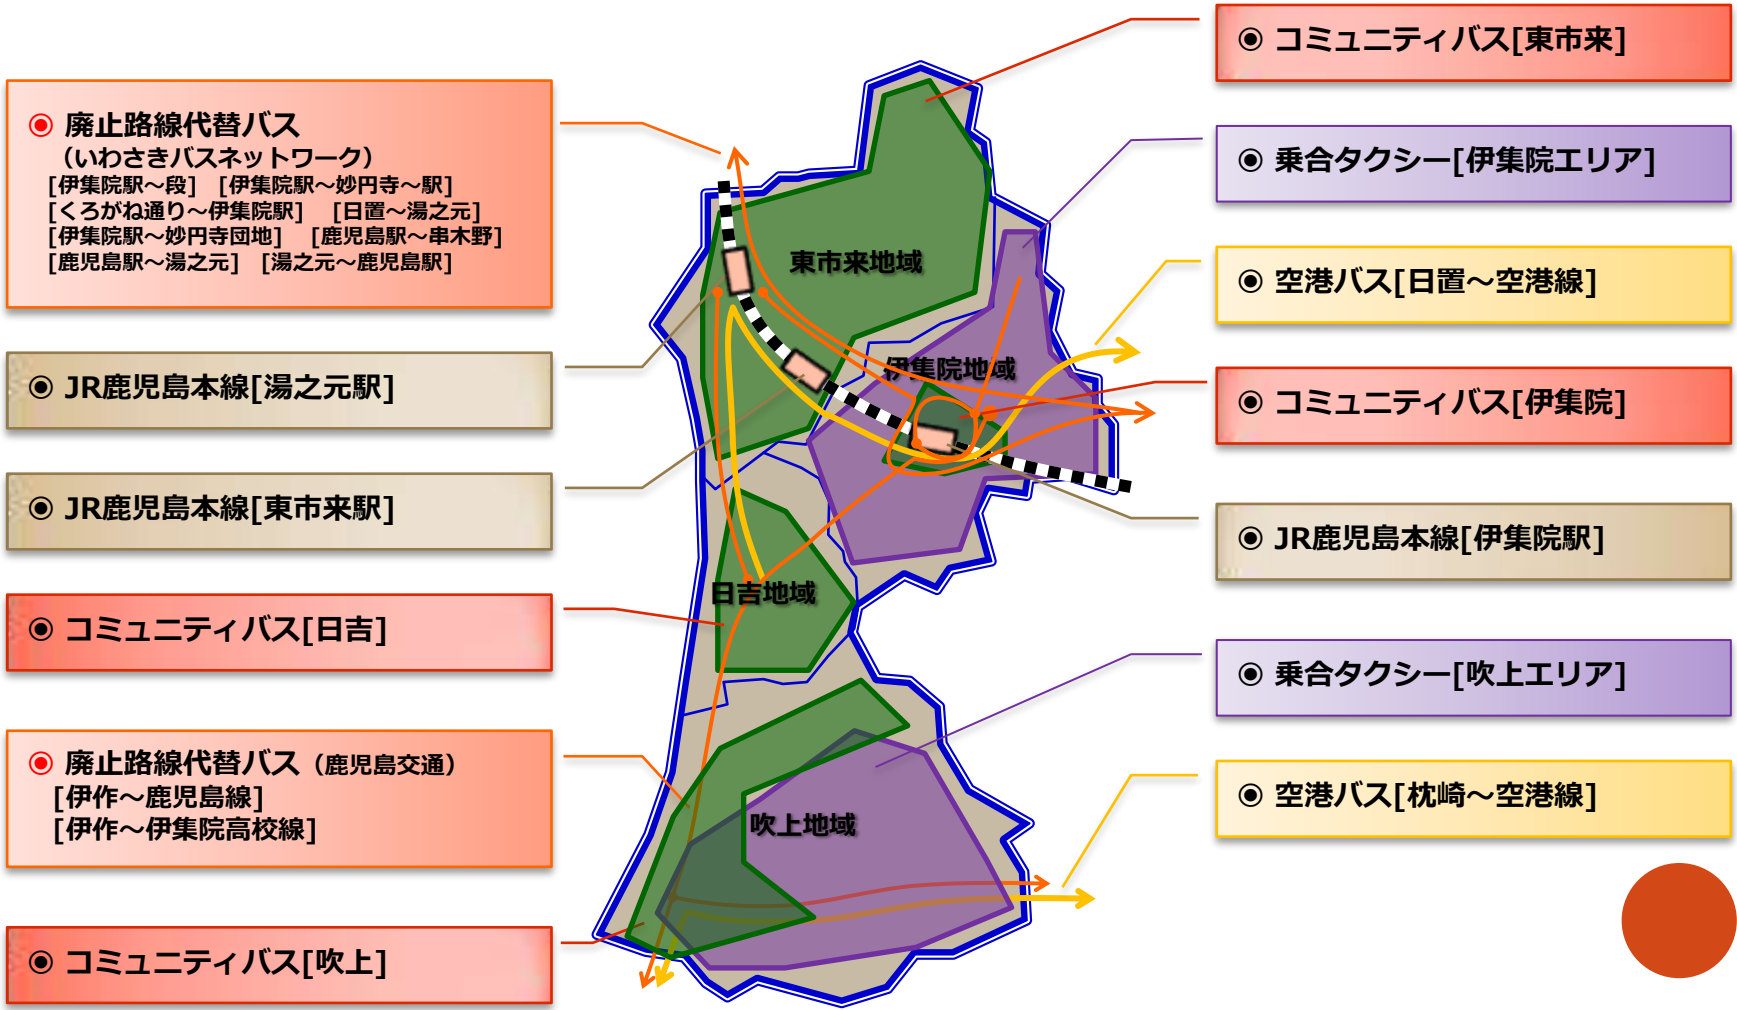 ◉ 廃止路線代替バス
（いわさきバスネットワーク）
[伊集院駅～段] [伊集院駅～妙円寺～駅]
[くろがね通り～伊集院駅] [日置～湯之元]
[伊集院駅～妙円寺団地] [鹿児島駅～串木野]
[鹿児島駅～湯之元] [湯之元～鹿児島駅]
◉ JR鹿児島本線[湯之元駅]
◉ JR鹿児島本線[東市来駅]
◉ コミュニティバス[日吉]
◉ 廃止路線代替バス（鹿児島交通）
[伊作～鹿児島線]
[伊作～伊集院高校線]
◉ コミュニティバス[吹上]
東市来地域
伊集院地域
日吉地域
吹上地域
◉ コミュニティバス[東市来]
◉ 乗合タクシー[伊集院エリア]
◉ 空港バス[日置～空港線]
◉ コミュニティバス[伊集院]
◉ JR鹿児島本線[伊集院駅]
◉ 乗合タクシー[吹上エリア]
◉ 空港バス[枕崎～空港線]